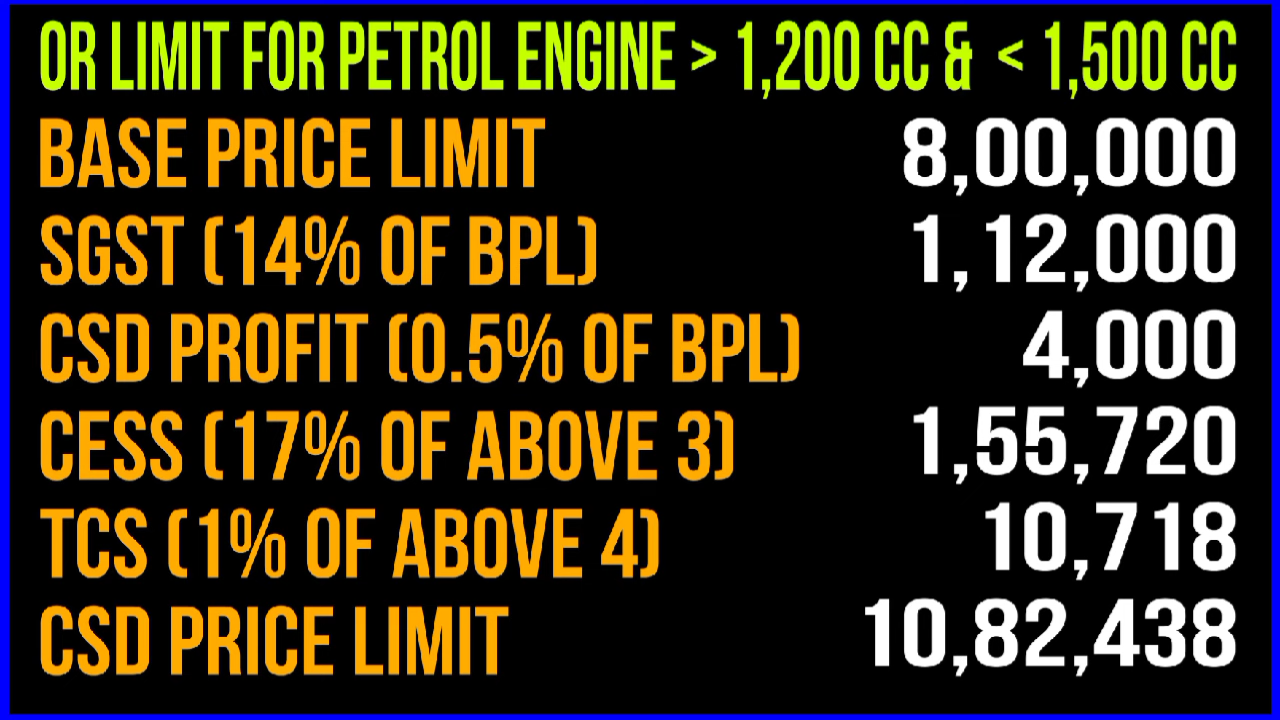 OR LIMIT FOR PETROL ENGINE > 1,200 CC & < 1,500 CC
BASE PRICE LIMIT 8,00,000
SGST (14% OF BPL) 1,12,000
CSD PROFIT (0.5% OF BPL) 4,000
CESS (17% OF ABOVE 3) 1,55,720
TCS (1% OF ABOVE 4) 10,718
CSD PRICE LIMIT 10,82,438